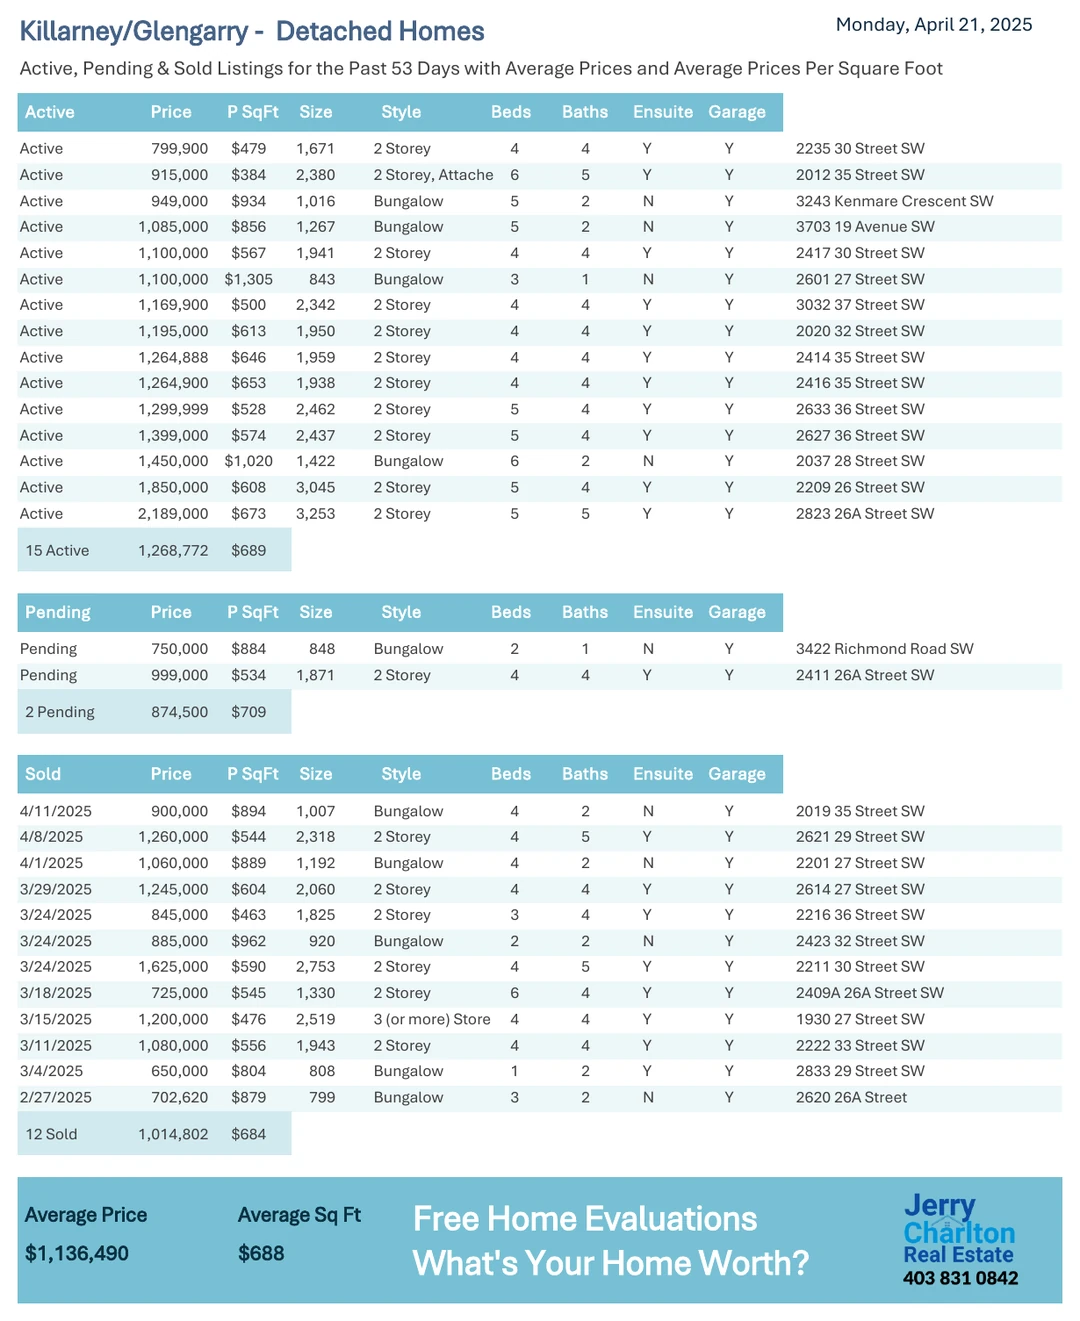 Killarney/Glengarry - Detached Homes
Monday, April 21, 2025
Active, Pending & Sold Listings for the Past 53 Days with Average Prices and Average Prices Per Square Foot
Active Price P SqFt Size Style Beds Baths Ensuite Garage
Active 799,900 $479 1,671 2 Storey 4 4 Y Y 2235 30 Street SW
Active 915,000 $384 2,380 2 Storey, Attache 6 5 Y Y 2012 35 Street SW
Active 949,000 $934 1,016 Bungalow 5 2 N Y 3243 Kenmare Crescent SW
Active 1,085,000 $856 1,267 Bungalow 5 2 N Y 3703 19 Avenue SW
Active 1,100,000 $567 1,941 2 Storey 4 4 Y Y 2417 30 Street SW
Active 1,100,000 $1,305 843 Bungalow 3 1 N Y 2601 27 Street SW
Active 1,169,900 $500 2,342 2 Storey 4 4 Y Y 3032 37 Street SW
Active 1,195,000 $613 1,950 2 Storey 4 4 Y Y 2020 32 Street SW
Active 1,264,888 $646 1,959 2 Storey 4 4 Y Y 2414 35 Street SW
Active 1,264,900 $653 1,938 2 Storey 4 4 Y Y 2416 35 Street SW
Active 1,299,999 $528 2,462 2 Storey 5 4 Y Y 2633 36 Street SW
Active 1,399,000 $574 2,437 2 Storey 5 4 Y Y 2627 36 Street SW
Active 1,450,000 $1,020 1,422 Bungalow 6 2 N Y 2037 28 Street SW
Active 1,850,000 $608 3,045 2 Storey 5 4 Y Y 2209 26 Street SW
Active 2,189,000 $673 3,253 2 Storey 5 5 Y Y 2823 26A Street SW
15 Active 1,268,772 $689
Pending Price P SqFt Size Style Beds Baths Ensuite Garage
Pending 750,000 $884 848 Bungalow 2 1 N Y 3422 Richmond Road SW
Pending 999,000 $534 1,871 2 Storey 4 4 Y Y 2411 26A Street SW
2 Pending 874,500 $709
Sold Price P SqFt Size Style Beds Baths Ensuite Garage
4/11/2025 900,000 $894 1,007 Bungalow 4 2 N Y 2019 35 Street SW
4/8/2025 1,260,000 $544 2,318 2 Storey 4 5 Y Y 2621 29 Street SW
4/1/2025 1,060,000 $889 1,192 Bungalow 4 2 N Y 2201 27 Street SW
3/29/2025 1,245,000 $604 2,060 2 Storey 4 4 Y Y 2614 27 Street SW
3/24/2025 845,000 $463 1,825 2 Storey 3 4 Y Y 2216 36 Street SW
3/24/2025 885,000 $962 920 Bungalow 2 2 N Y 2423 32 Street SW
3/24/2025 1,625,000 $590 2,753 2 Storey 4 5 Y Y 2211 30 Street SW
3/18/2025 725,000 $545 1,330 2 Storey 6 4 Y Y 2409A 26A Street SW
3/15/2025 1,200,000 $476 2,519 3 (or more) Store 4 4 Y Y 1930 27 Street SW
3/11/2025 1,080,000 $556 1,943 2 Storey 4 4 Y Y 2222 33 Street SW
3/4/2025 650,000 $804 808 Bungalow 1 2 Y Y 2833 29 Street SW
2/27/2025 702,620 $879 799 Bungalow 3 2 N Y 2620 26A Street
12 Sold 1,014,802 $684
Average Price Average Sq Ft
$1,136,490 $688
Free Home Evaluations
What's Your Home Worth?
Jerry
Charlton
Real Estate
403 831 0842